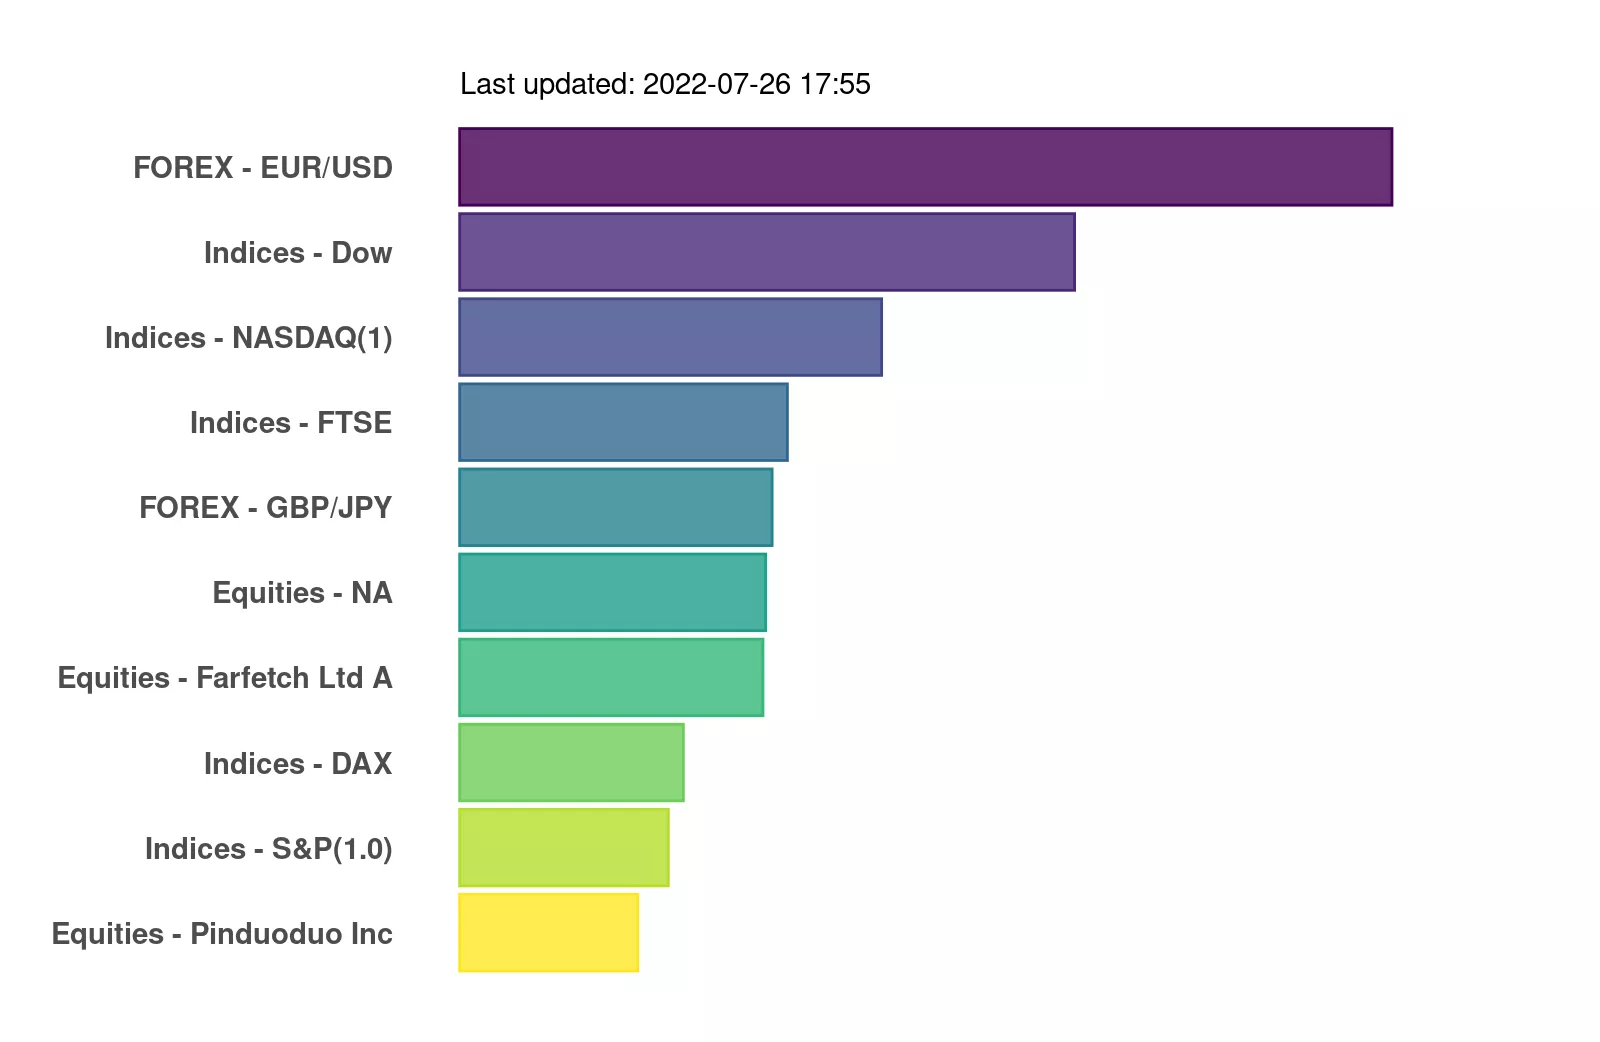 Last updated: 2022-07-26 17:55
FOREX - EUR/USD
Indices - Dow
Indices - NASDAQ(1)
Indices - FTSE
FOREX - GBP/JPY
Equities - NA
Equities - Farfetch Ltd A
Indices - DAX
Indices - S&P(1.0)
Equities - Pinduoduo Inc